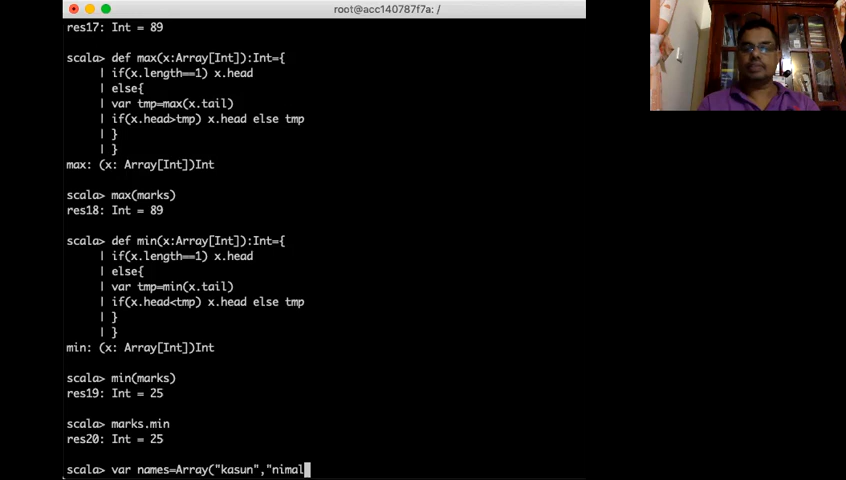 root@acc140787f7a: /
res17: Int = 89
scala> def max(x:Array[Int]):Int={
| if(x.length==1) x.head
| else{
| var tmp=max(x.tail)
| if(x.head>tmp) x.head else tmp
| }
| }
max: (x: Array[Int])Int
scala> max(marks)
res18: Int = 89
scala> def min(x:Array[Int]):Int={
| if(x.length==1) x.head
| else{
| var tmp=min(x.tail)
| if(x.head<tmp) x.head else tmp
| }
| }
min: (x: Array[Int])Int
scala> min(marks)
res19: Int = 25
scala> marks.min
res20: Int = 25
scala> var names=Array("kasun","nimal